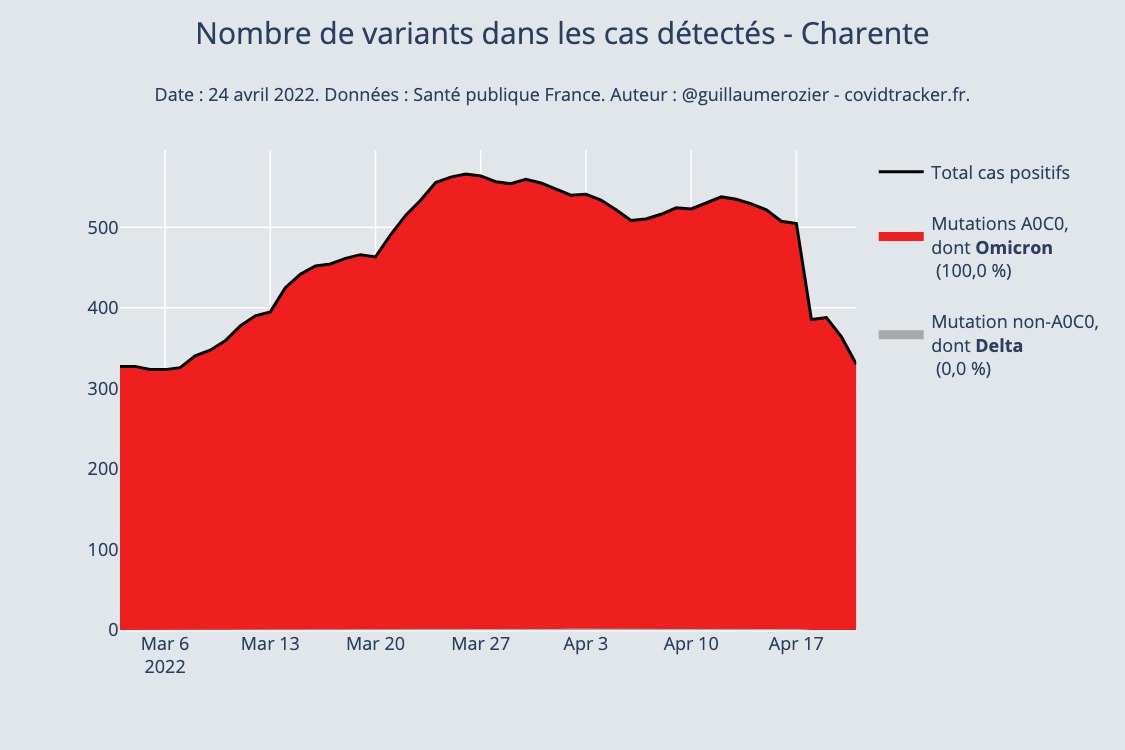 Nombre de variants dans les cas détectés - Charente
Date : 24 avril 2022. Données : Santé publique France. Auteur : @guillaumerozier - covidtracker.fr.
Total cas positifs
Mutations A0C0,
dont Omicron
(100,0 %)
Mutation non-A0C0,
dont Delta
(0,0 %)
500
400
300
200
100
0
Mar 6
2022
Mar 13
Mar 20
Mar 27
Apr 3
Apr 10
Apr 17